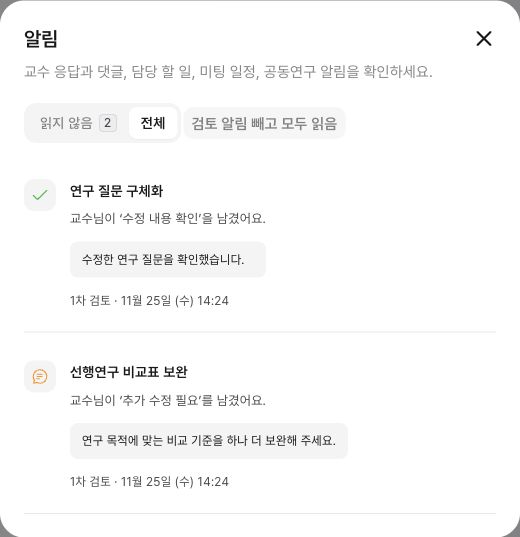 알림
교수 응답과 댓글, 담당 할 일, 미팅 일정, 공동연구 알림을 확인하세요.
읽지 않음 2 전체 검토 알림 빼고 모두 읽음
연구 질문 구체화
교수님이 ‘수정 내용 확인’을 남겼어요.
수정한 연구 질문을 확인했습니다.
1차 검토 · 11월 25일 (수) 14:24
선행연구 비교표 보완
교수님이 ‘추가 수정 필요’를 남겼어요.
연구 목적에 맞는 비교 기준을 하나 더 보완해 주세요.
1차 검토 · 11월 25일 (수) 14:24